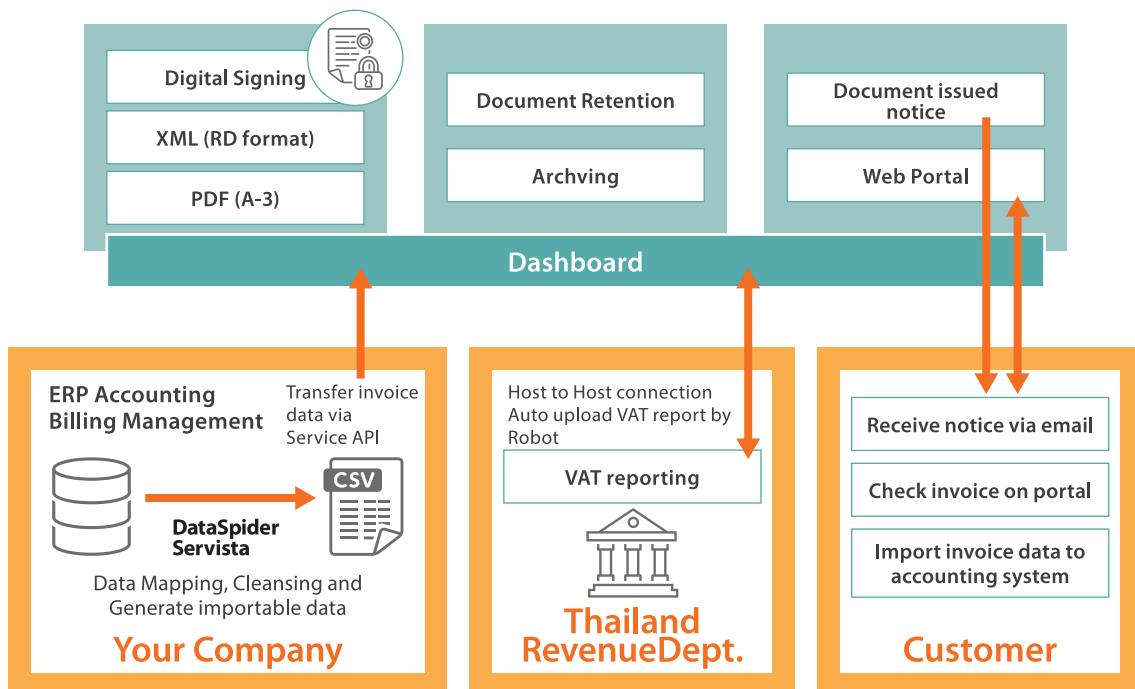 Digital Signing
XML (RD format)
PDF (A-3)
Document Retention
Archving
Document issued
notice
Web Portal
Dashboard
ERP Accounting
Billing Management
Transfer invoice
data via
Service API
CSV
DataSpider
Servista
Data Mapping, Cleansing and
Generate importable data
Your Company
Host to Host connection
Auto upload VAT report by
Robot
VAT reporting
Thailand
RevenueDept.
Receive notice via email
Check invoice on portal
Import invoice data to
accounting system
Customer